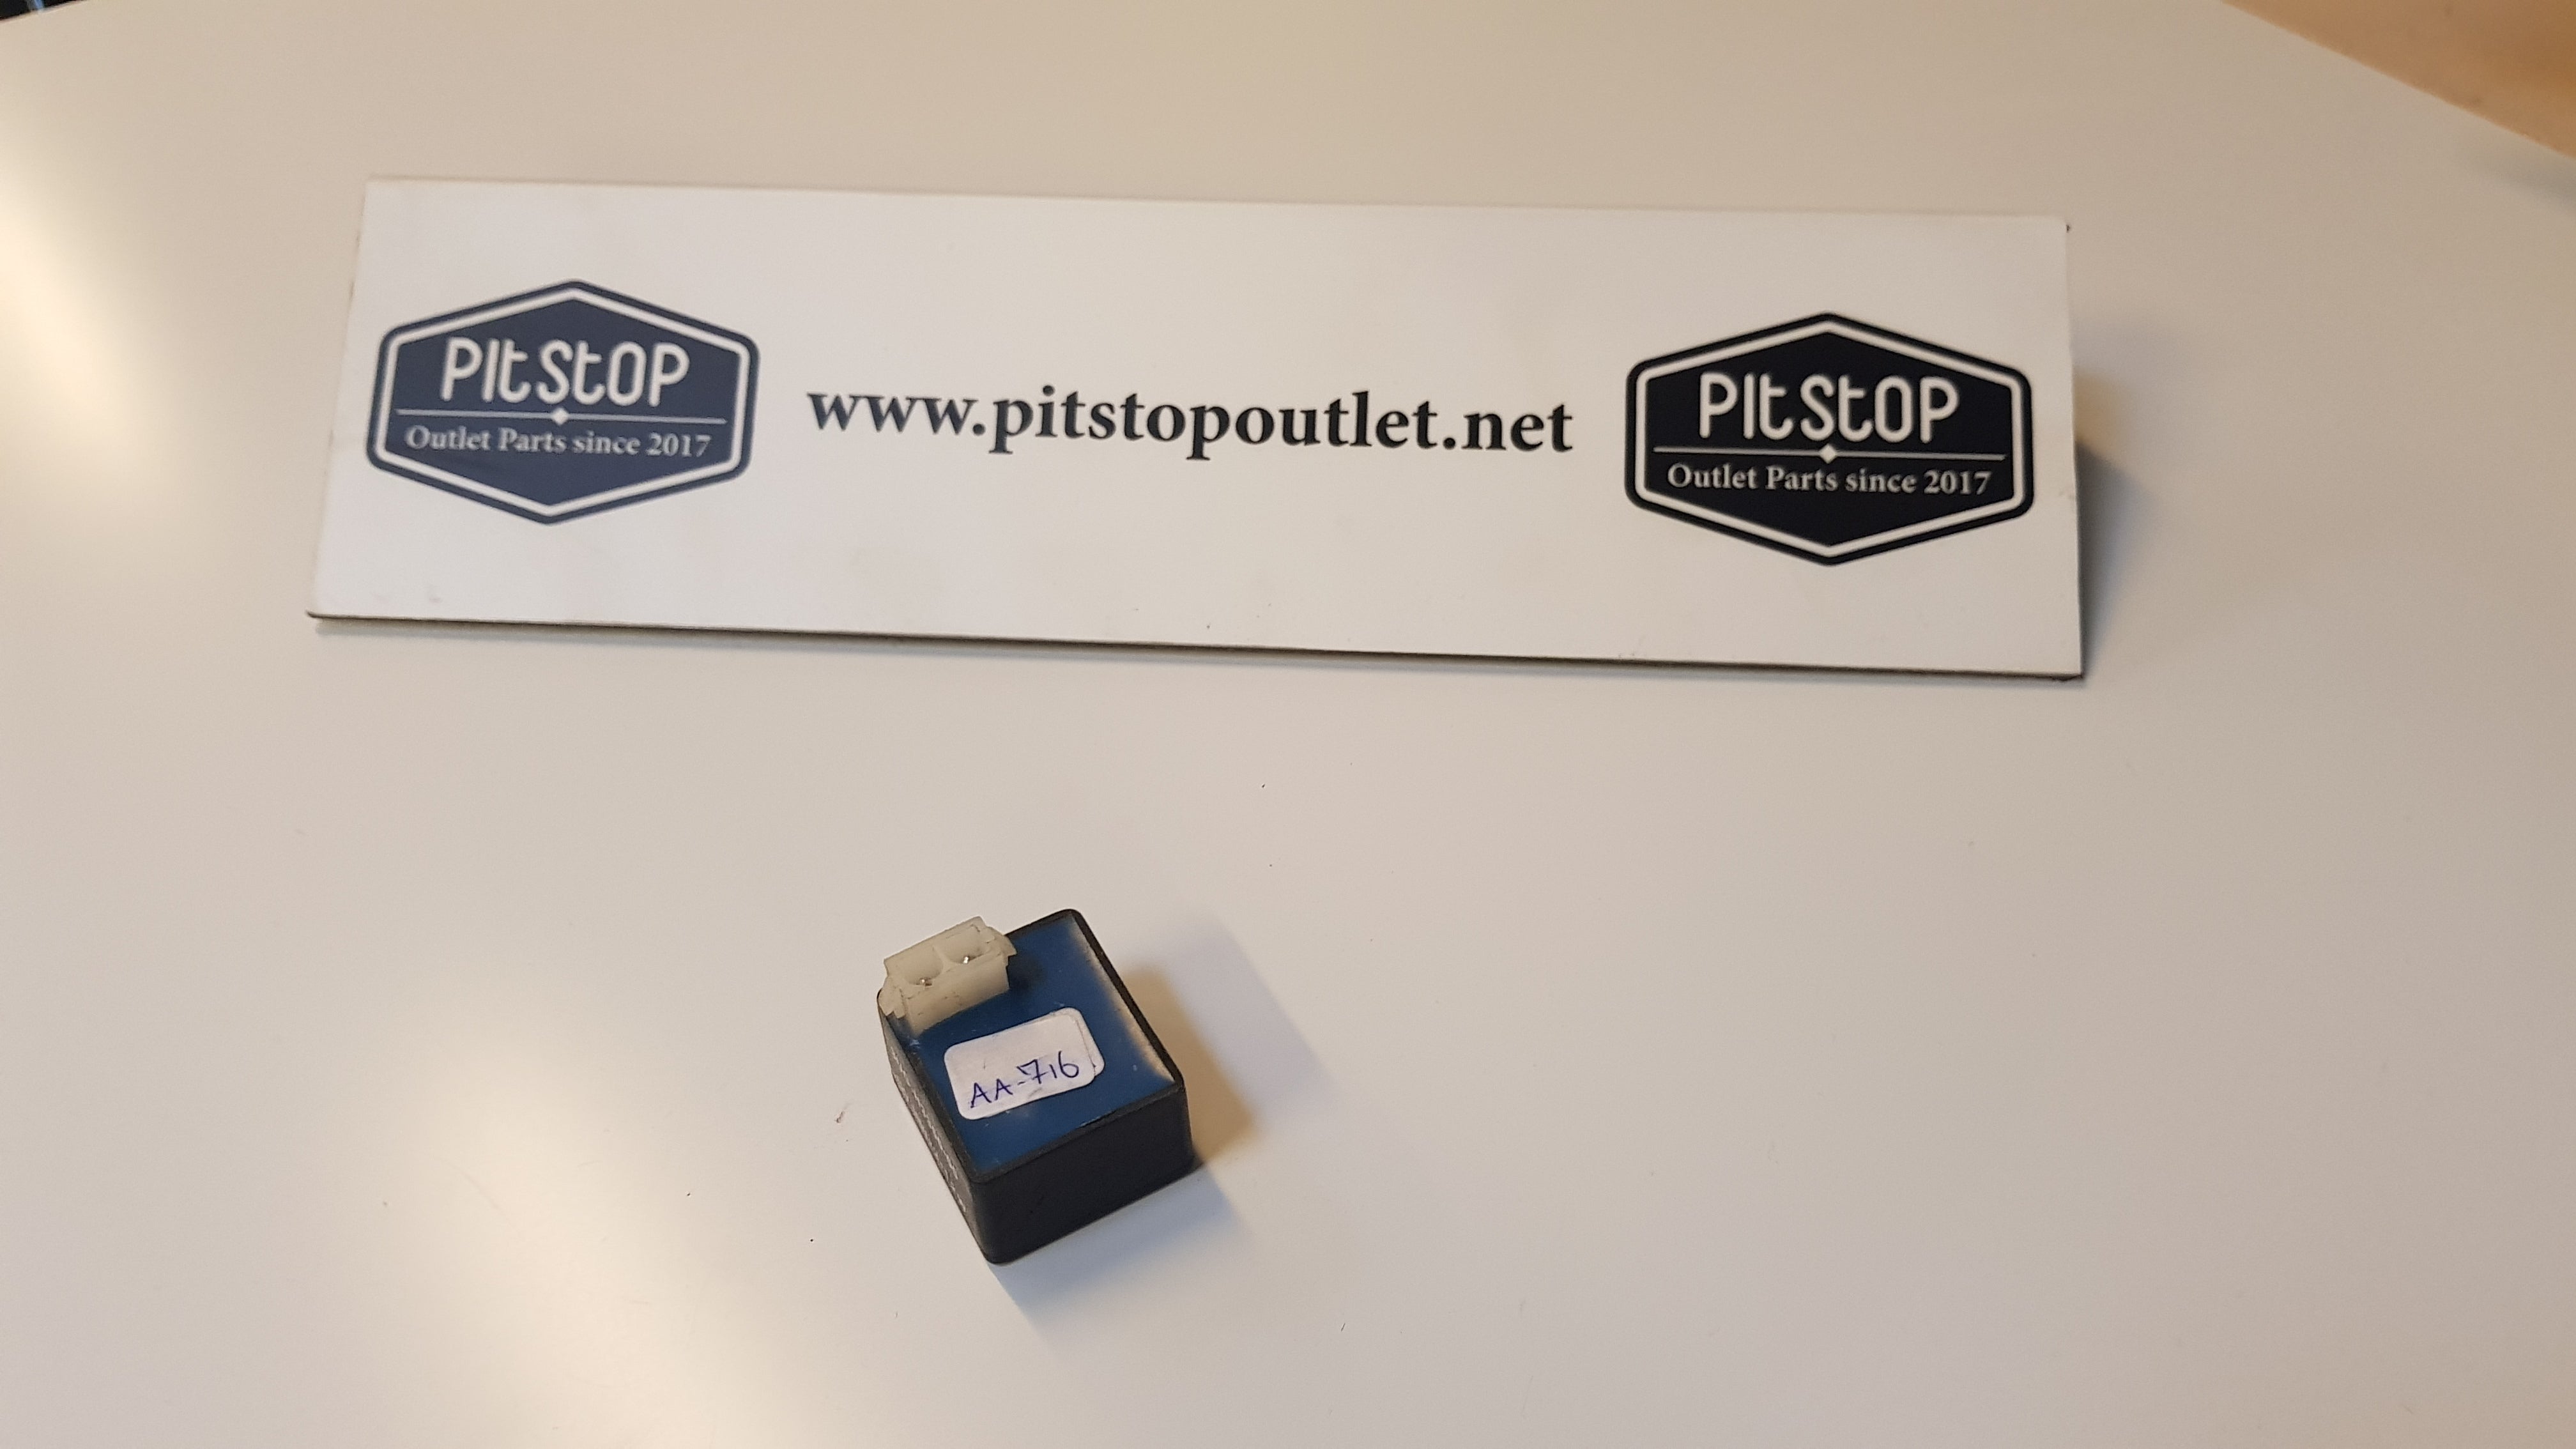 PitStOP
Outlet Parts since 2017
www.pitstopoutlet.net
PitStOP
Outlet Parts since 2017
AA-716